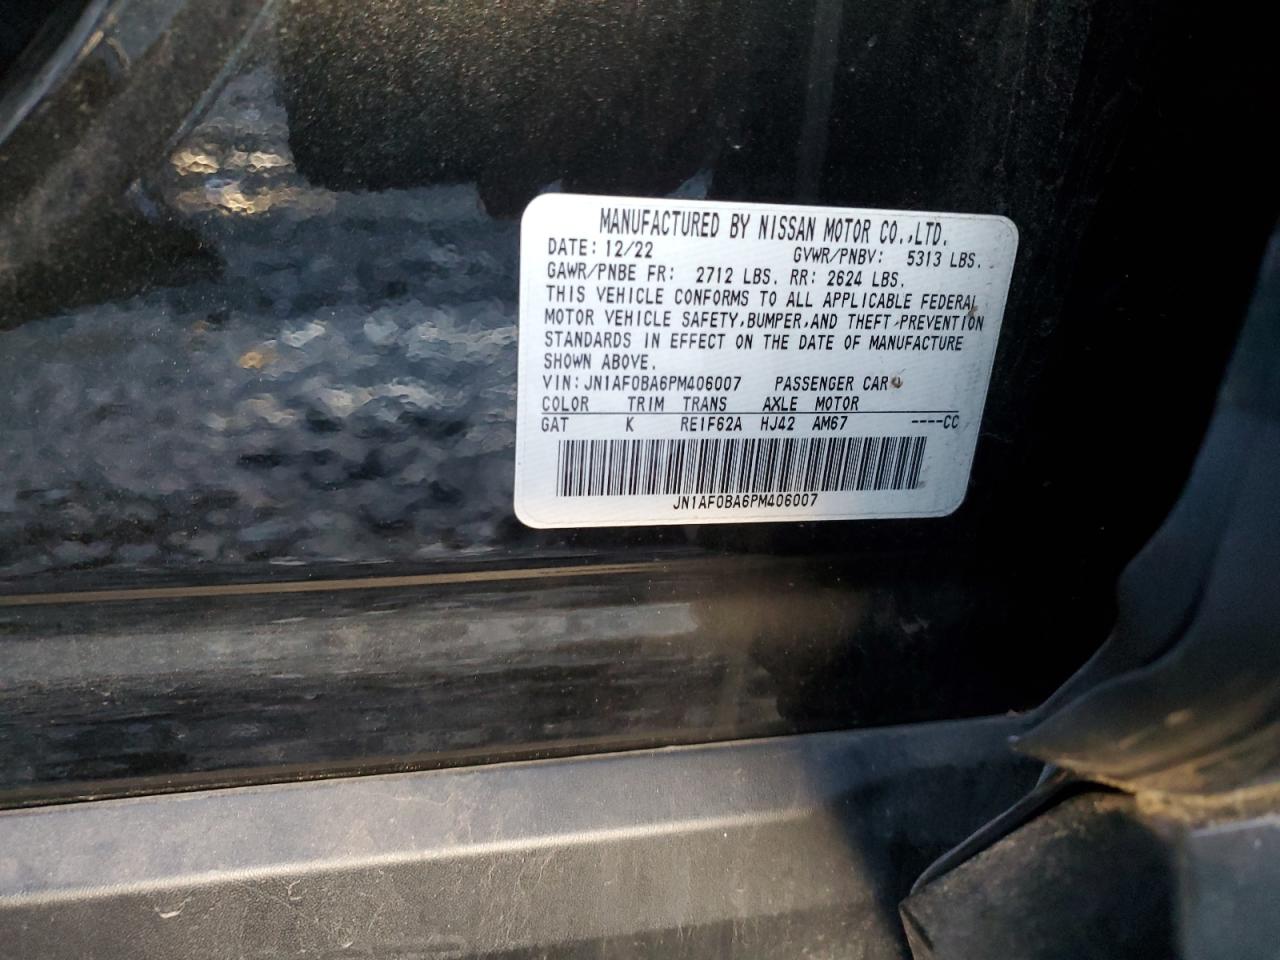 MANUFACTURED BY NISSAN MOTOR CO.,LTD.
DATE: 12/22 GVWR/PNBV: 5313 LBS.
GAWR/PNBE FR: 2712 LBS. RR: 2624 LBS.
THIS VEHICLE CONFORMS TO ALL APPLICABLE FEDERAL
MOTOR VEHICLE SAFETY,BUMPER,AND THEFT PREVENTION
STANDARDS IN EFFECT ON THE DATE OF MANUFACTURE
SHOWN ABOVE.
VIN: JN1AF0BA6PM406007 PASSENGER CAR
COLOR TRIM TRANS AXLE MOTOR
GAT K RE1F62A HJ42 AM67 ----CC
JN1AF0BA6PM406007